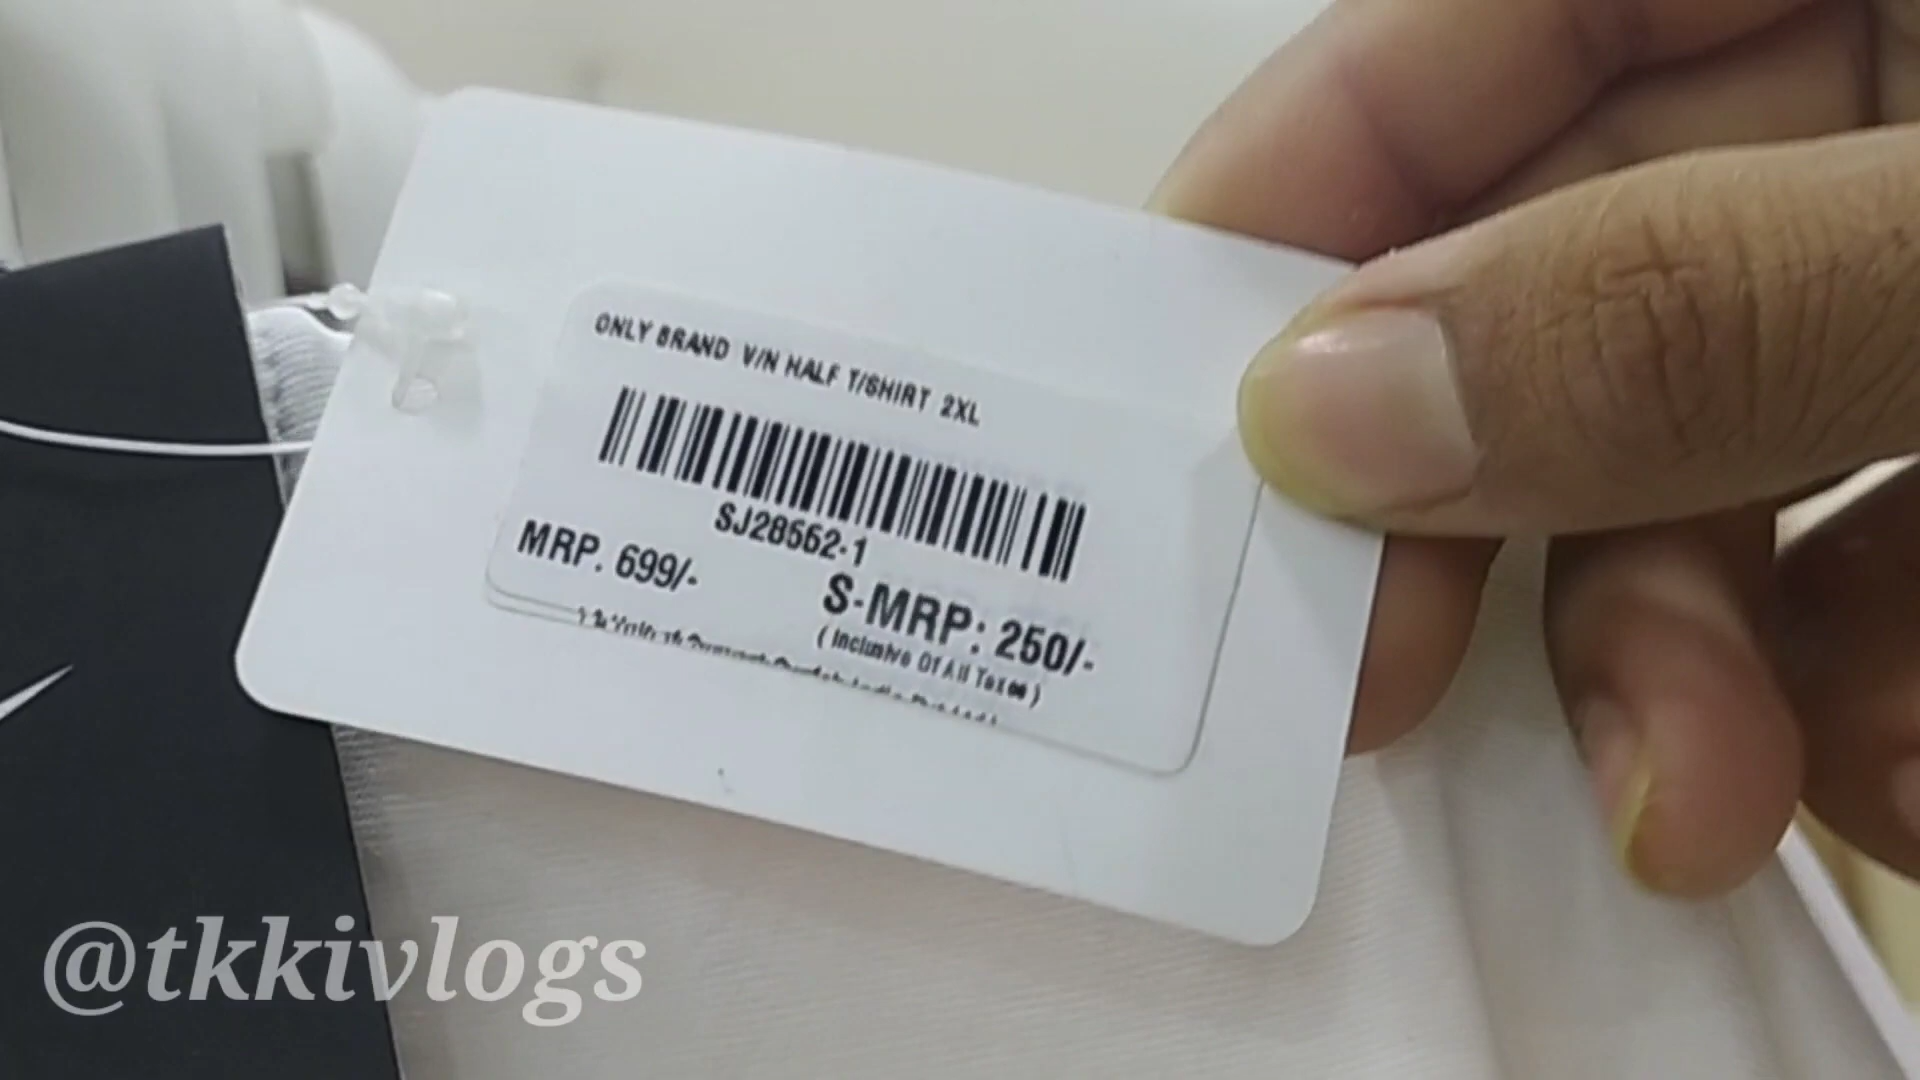 ONLY BRAND V/N HALF T/SHIRT 2XL
SJ28562-1
MRP. 699/-
S-MRP: 250/-
( Inclusive Of All Taxes )
@tkkivlogs